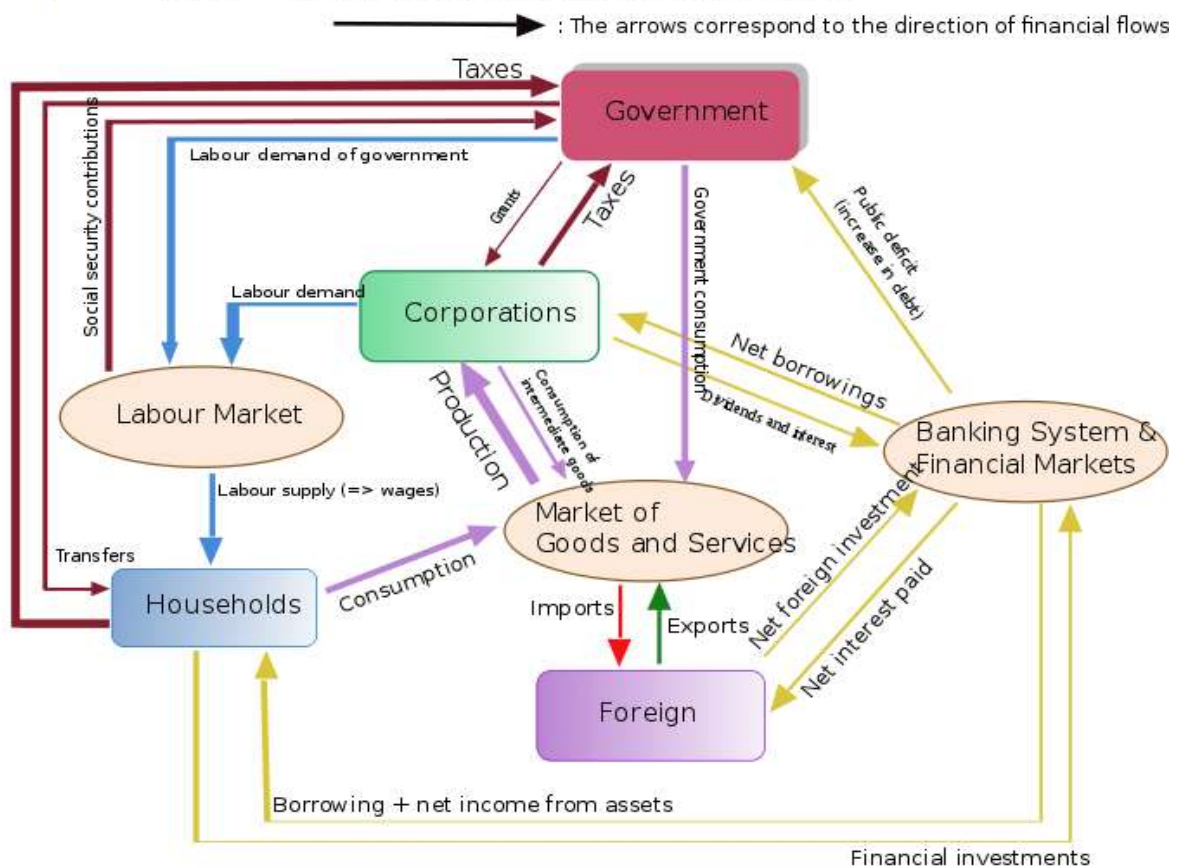 : The arrows correspond to the direction of financial flows
Taxes
Government
Social security contributions
Labour demand of government
Grants
Taxes
Government consumption
Public deficit
(increase in debt)
Labour demand
Corporations
Net borrowings
Dividends and interest
Labour Market
Production
Consumption of
intermediate goods
Banking System &
Financial Markets
Labour supply (=> wages)
Market of
Goods and Services
Transfers
Households
Consumption
Imports
Exports
Net foreign investment
Net interest paid
Foreign
Borrowing + net income from assets
Financial investments